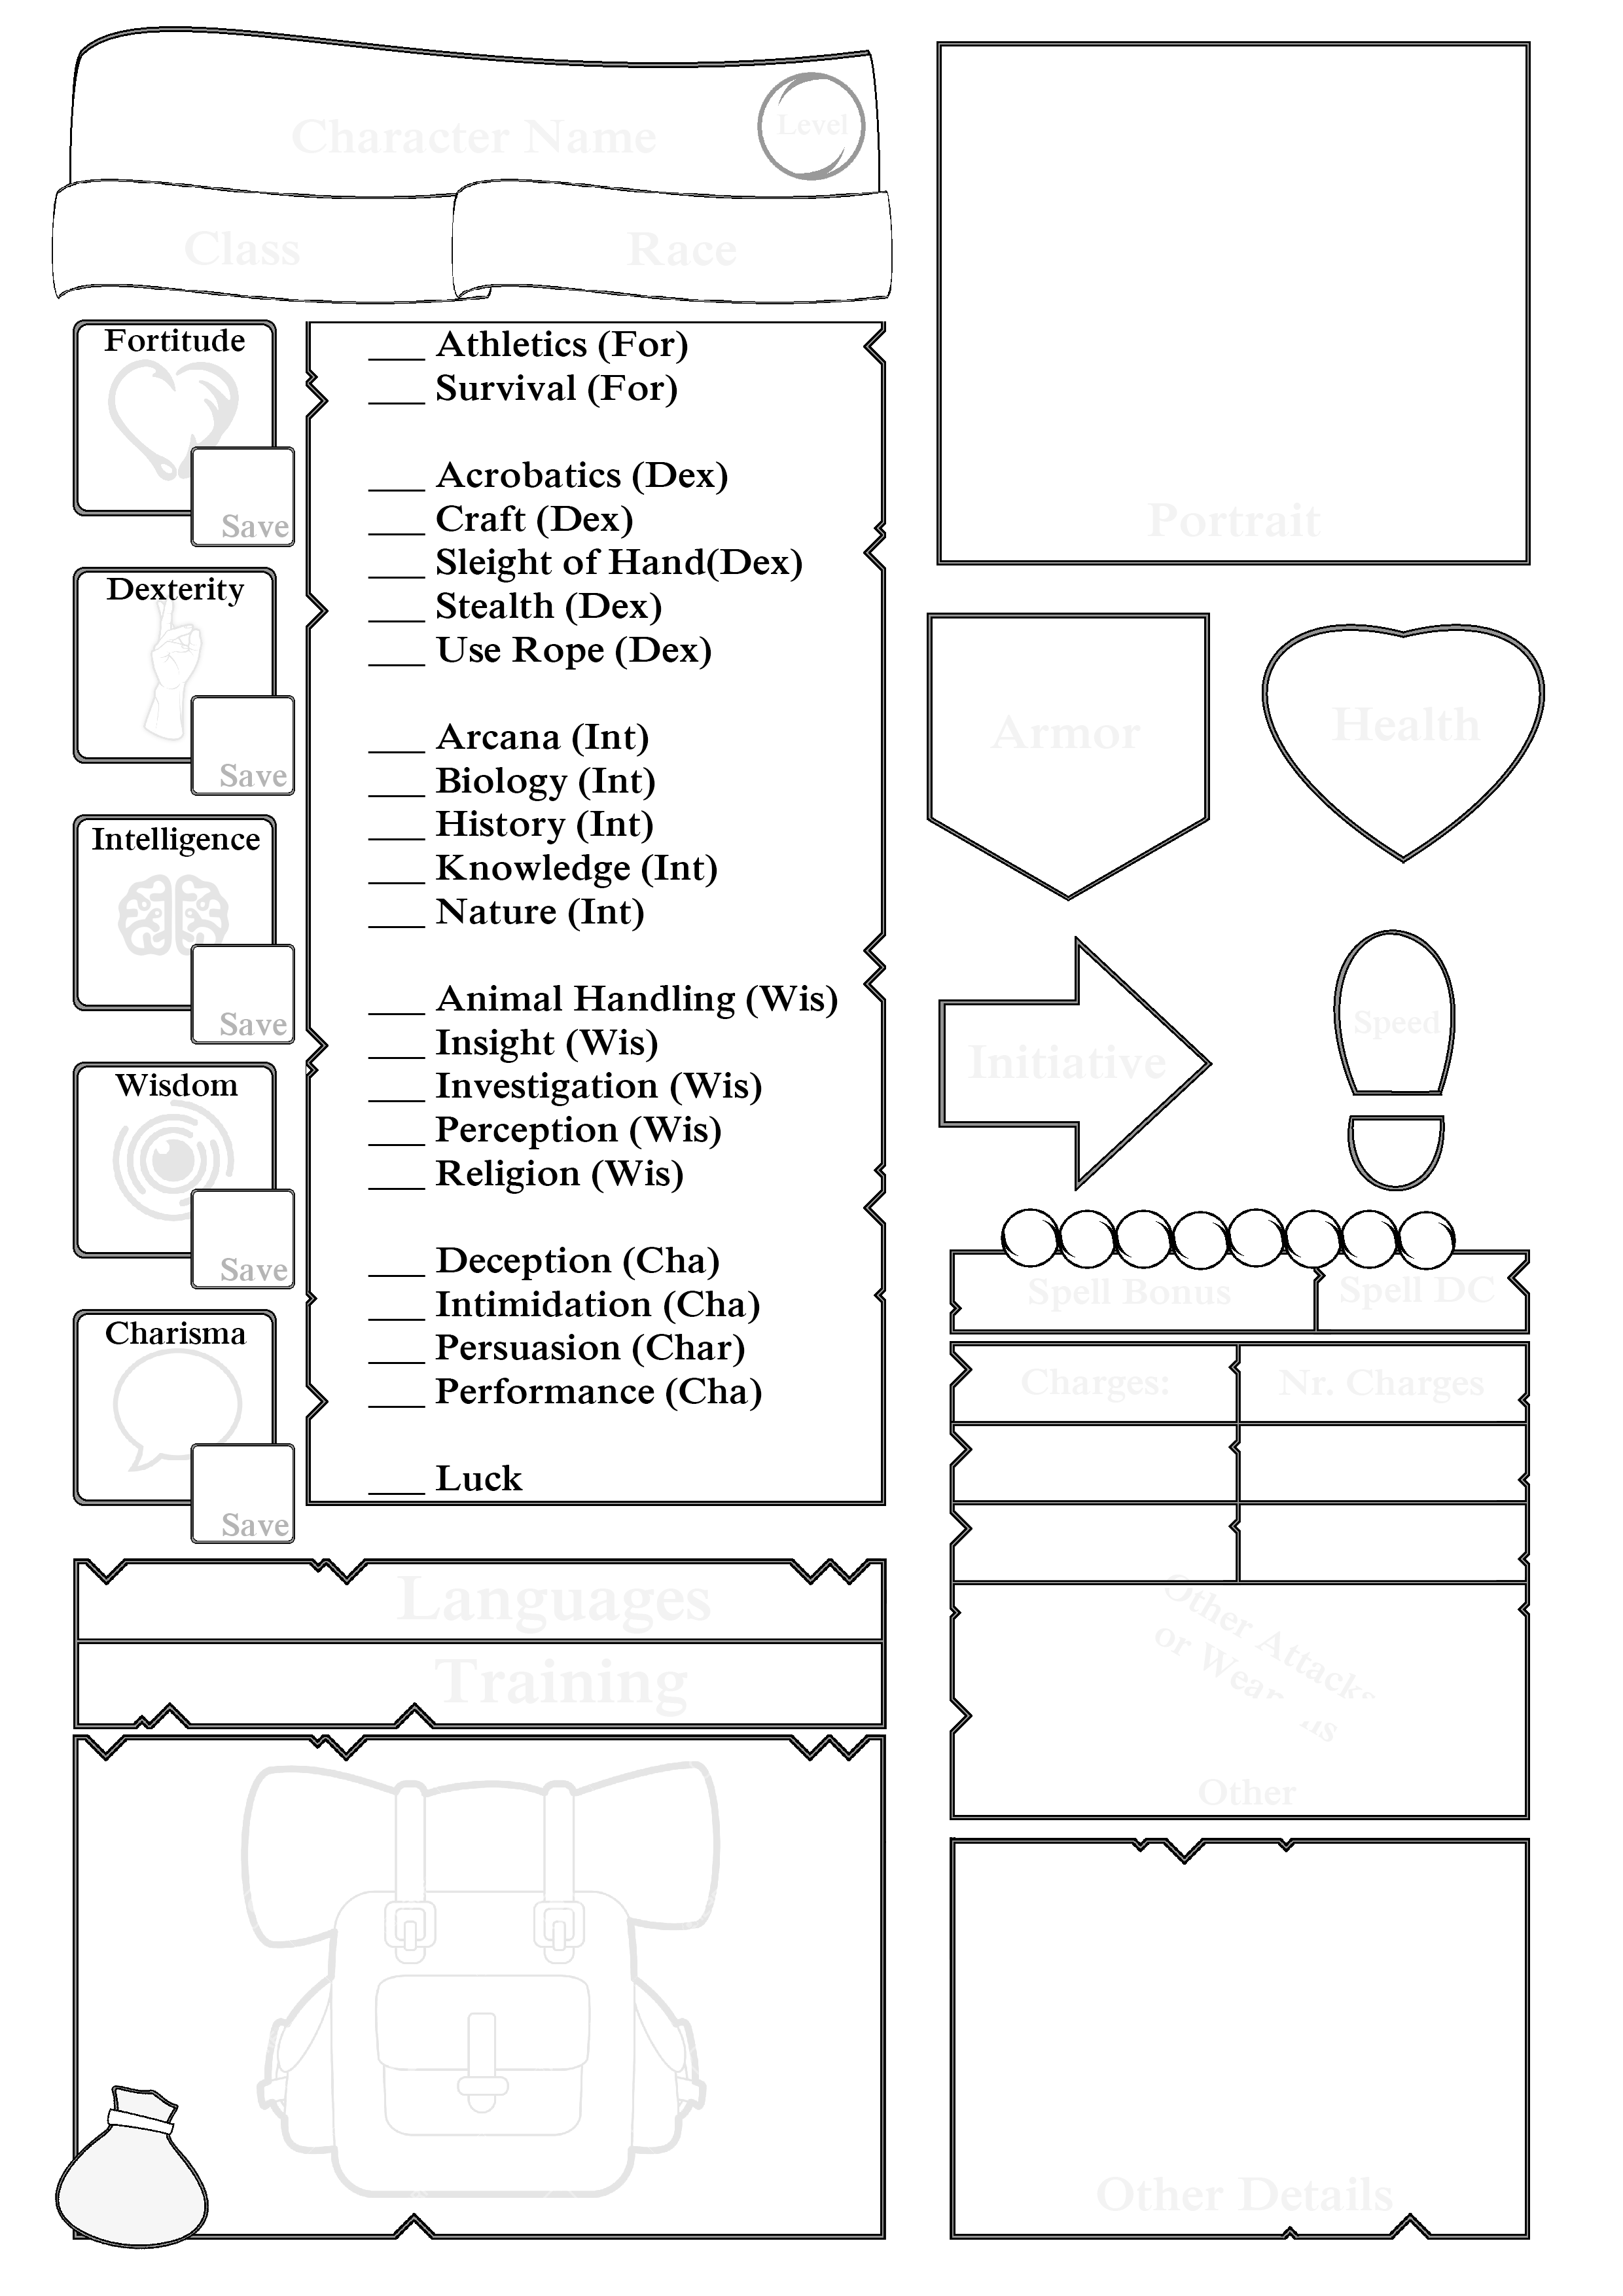 Character Name
Level
Class
Race
Fortitude
Save
Dexterity
Save
Intelligence
Save
Wisdom
Save
Charisma
Save
___ Athletics (For)
___ Survival (For)
___ Acrobatics (Dex)
___ Craft (Dex)
___ Sleight of Hand(Dex)
___ Stealth (Dex)
___ Use Rope (Dex)
___ Arcana (Int)
___ Biology (Int)
___ History (Int)
___ Knowledge (Int)
___ Nature (Int)
___ Animal Handling (Wis)
___ Insight (Wis)
___ Investigation (Wis)
___ Perception (Wis)
___ Religion (Wis)
___ Deception (Cha)
___ Intimidation (Cha)
___ Persuasion (Char)
___ Performance (Cha)
___ Luck
Languages
Training
Portrait
Armor
Health
Initiative
Speed
Spell Bonus
Spell DC
Charges:
Nr. Charges
Other Attacks
or
Other
Other Details